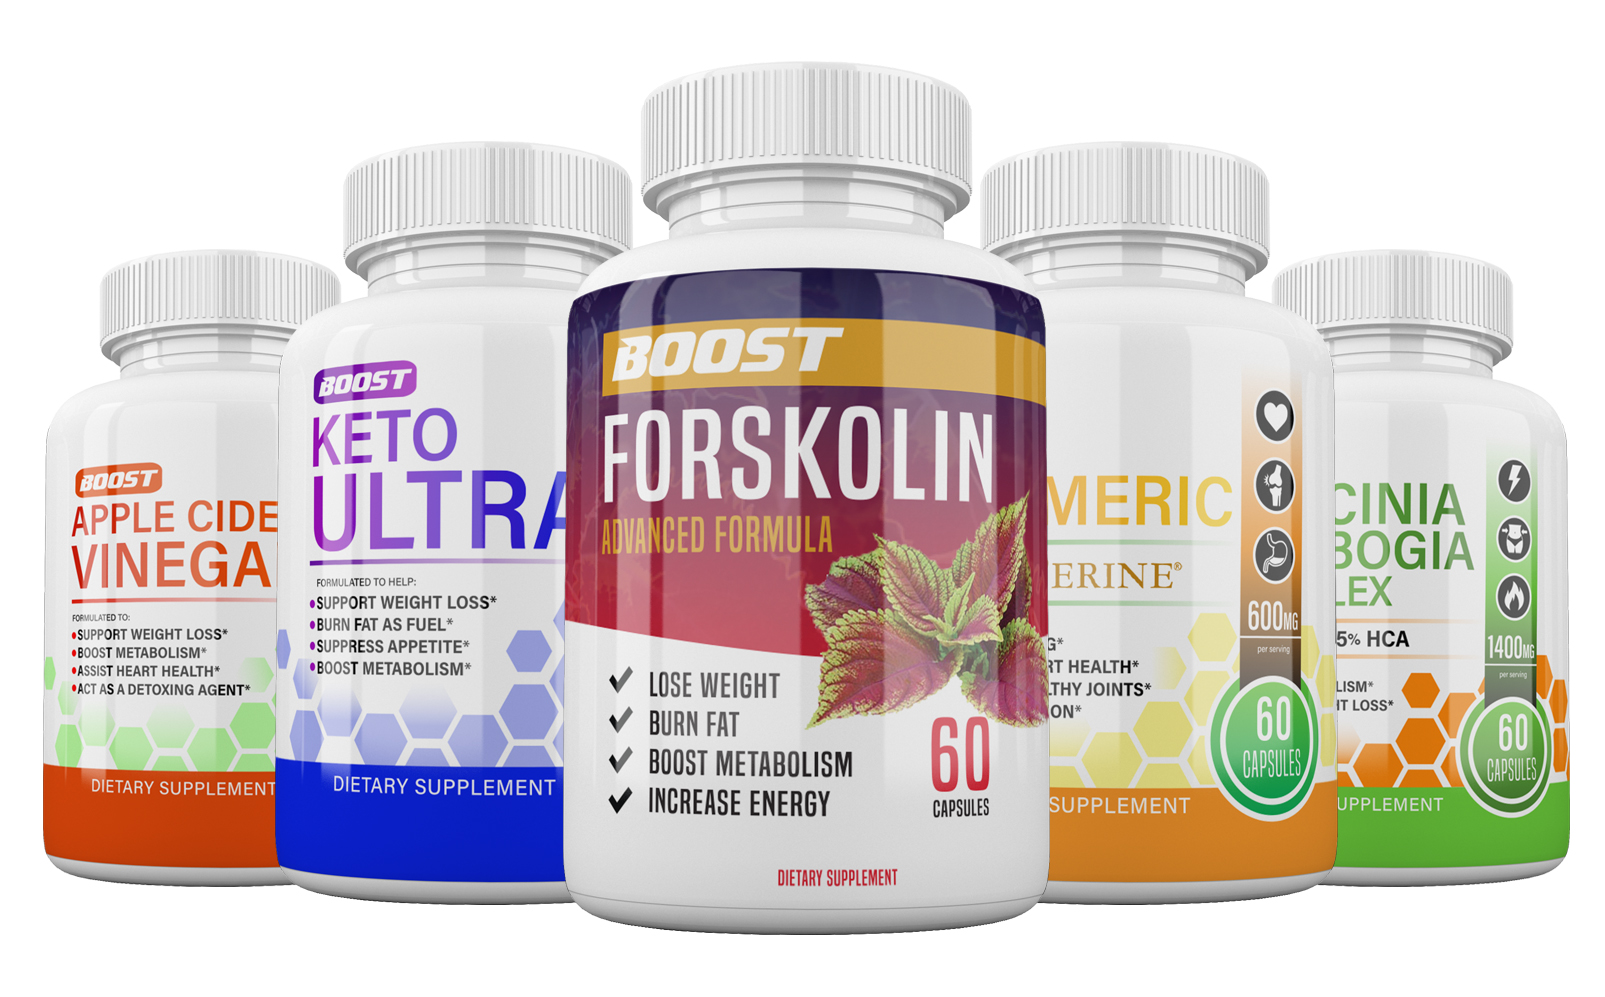 BOOST
APPLE CIDE
VINEGA
FORMULATED TO:
SUPPORT WEIGHT LOSS*
BOOST METABOLISM*
ASSIST HEART HEALTH*
ACT AS A DETOXING AGENT*
DIETARY SUPPLEMENT
BOOST
KETO
ULTRA
FORMULATED TO HELP:
SUPPORT WEIGHT LOSS*
BURN FAT AS FUEL*
SUPPRESS APPETITE*
BOOST METABOLISM*
DIETARY SUPPLEMENT
BOOST
FORSKOLIN
ADVANCED FORMULA
LOSE WEIGHT
BURN FAT
BOOST METABOLISM
INCREASE ENERGY
60
CAPSULES
DIETARY SUPPLEMENT
MERIC
ERINE®
600MG
per serving
G*
RT HEALTH*
LTHY JOINTS*
ON*
60
CAPSULES
SUPPLEMENT
CINIA
BOGIA
LEX
5% HCA
1400MG
per serving
LISM*
HT LOSS*
60
CAPSULES
UPPLEMENT